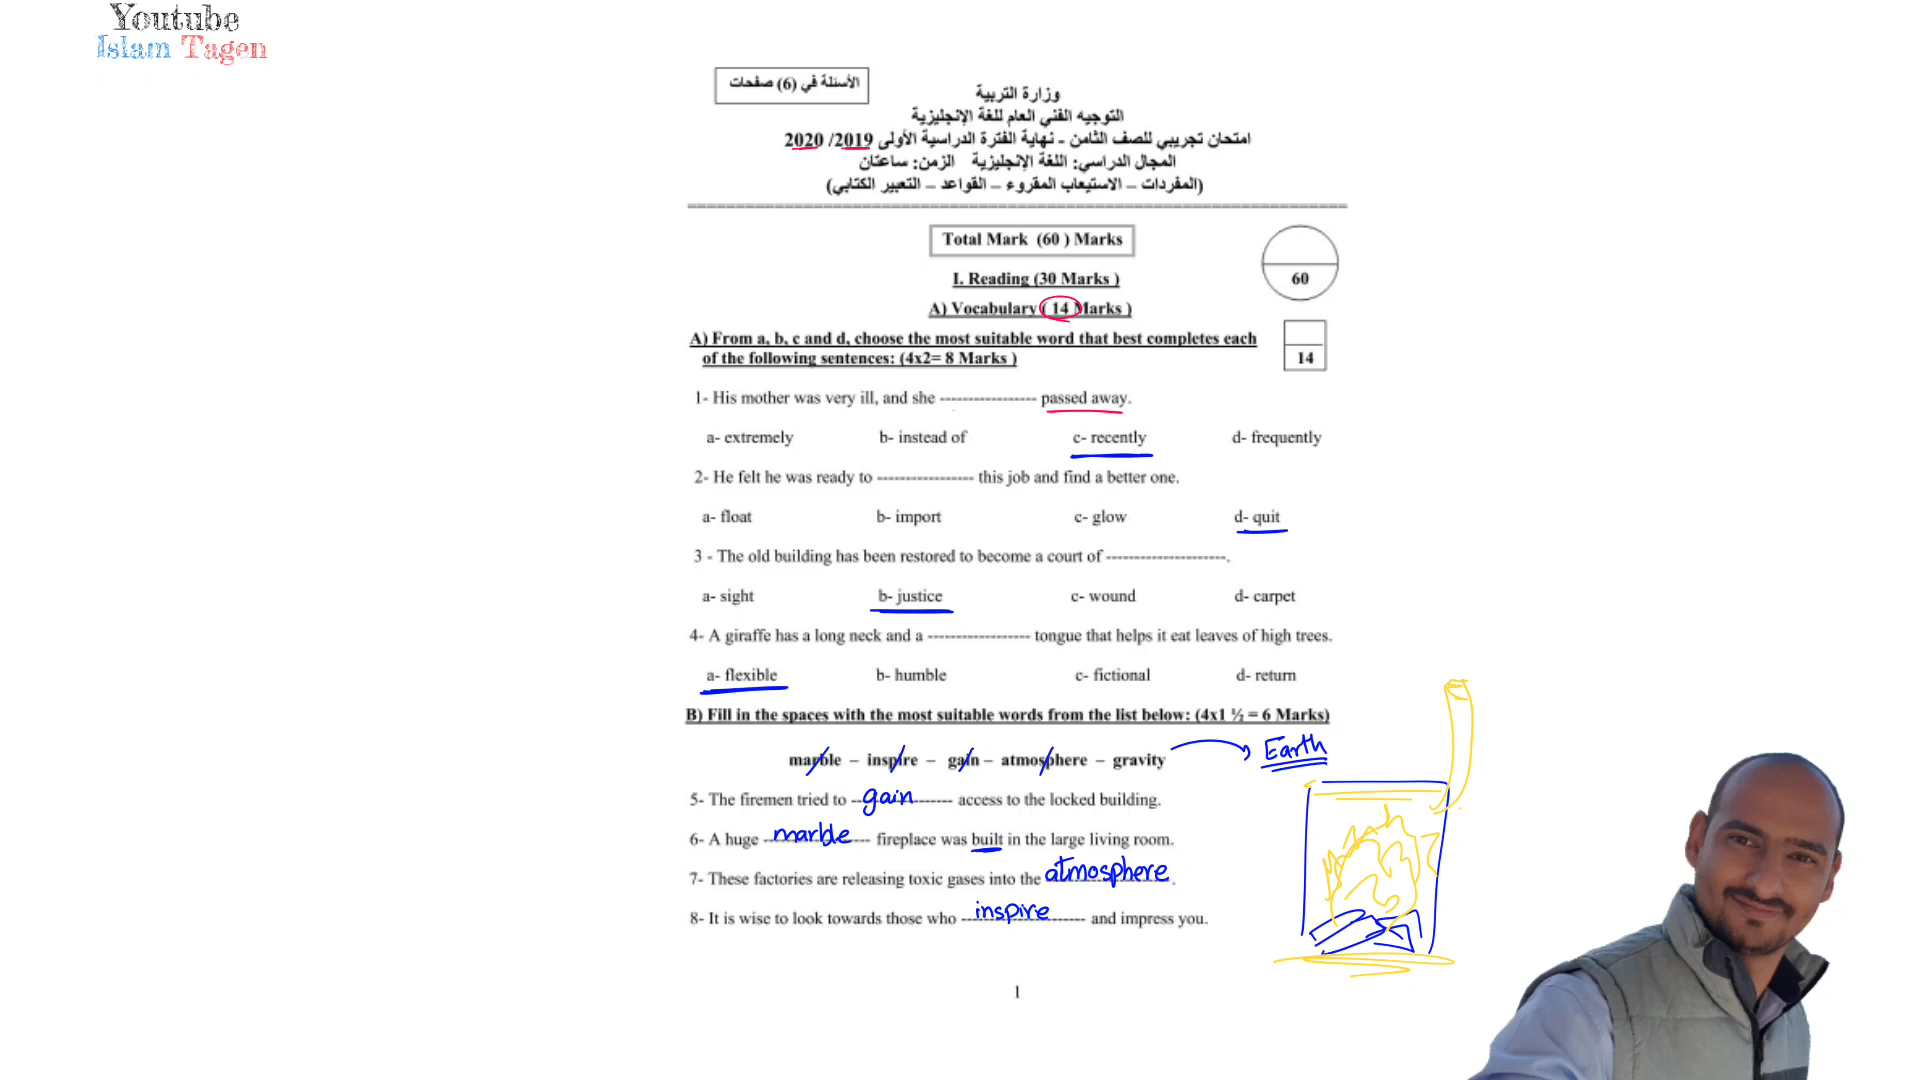 Youtube
Islam Tagen
الأسئلة في (6) صفحات
وزارة التربية
التوجيه الفني العام للغة الإنجليزية
امتحان تجريبي للصف الثامن - نهاية الفترة الدراسية الأولى 2019/ 2020
المجال الدراسي: اللغة الإنجليزية الزمن: ساعتان
(المفردات – الاستيعاب المقروء – القواعد – التعبير الكتابي)
Total Mark (60 ) Marks
I. Reading (30 Marks )
60
A) Vocabulary ( 14 Marks )
A) From a, b, c and d, choose the most suitable word that best completes each
of the following sentences: (4x2= 8 Marks )
14
1- His mother was very ill, and she ----------------- passed away.
a- extremely b- instead of c- recently d- frequently
2- He felt he was ready to ----------------- this job and find a better one.
a- float b- import c- glow d- quit
3 - The old building has been restored to become a court of ---------------------.
a- sight b- justice c- wound d- carpet
4- A giraffe has a long neck and a ------------------ tongue that helps it eat leaves of high trees.
a- flexible b- humble c- fictional d- return
B) Fill in the spaces with the most suitable words from the list below: (4x1 ½ = 6 Marks)
marble – inspire – gain – atmosphere – gravity Earth
5- The firemen tried to gain access to the locked building.
6- A huge marble fireplace was built in the large living room.
7- These factories are releasing toxic gases into the atmosphere.
8- It is wise to look towards those who inspire and impress you.
1